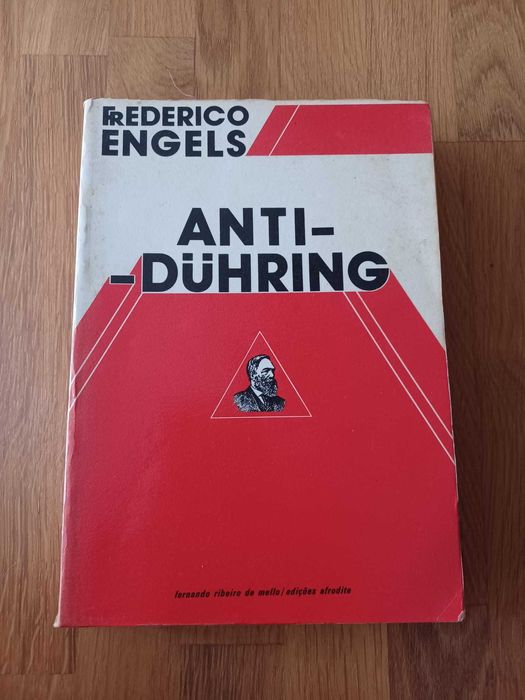 FREDERICO
ENGELS
ANTI-
-DÜHRING
fernando ribeiro de mello/edições afrodite